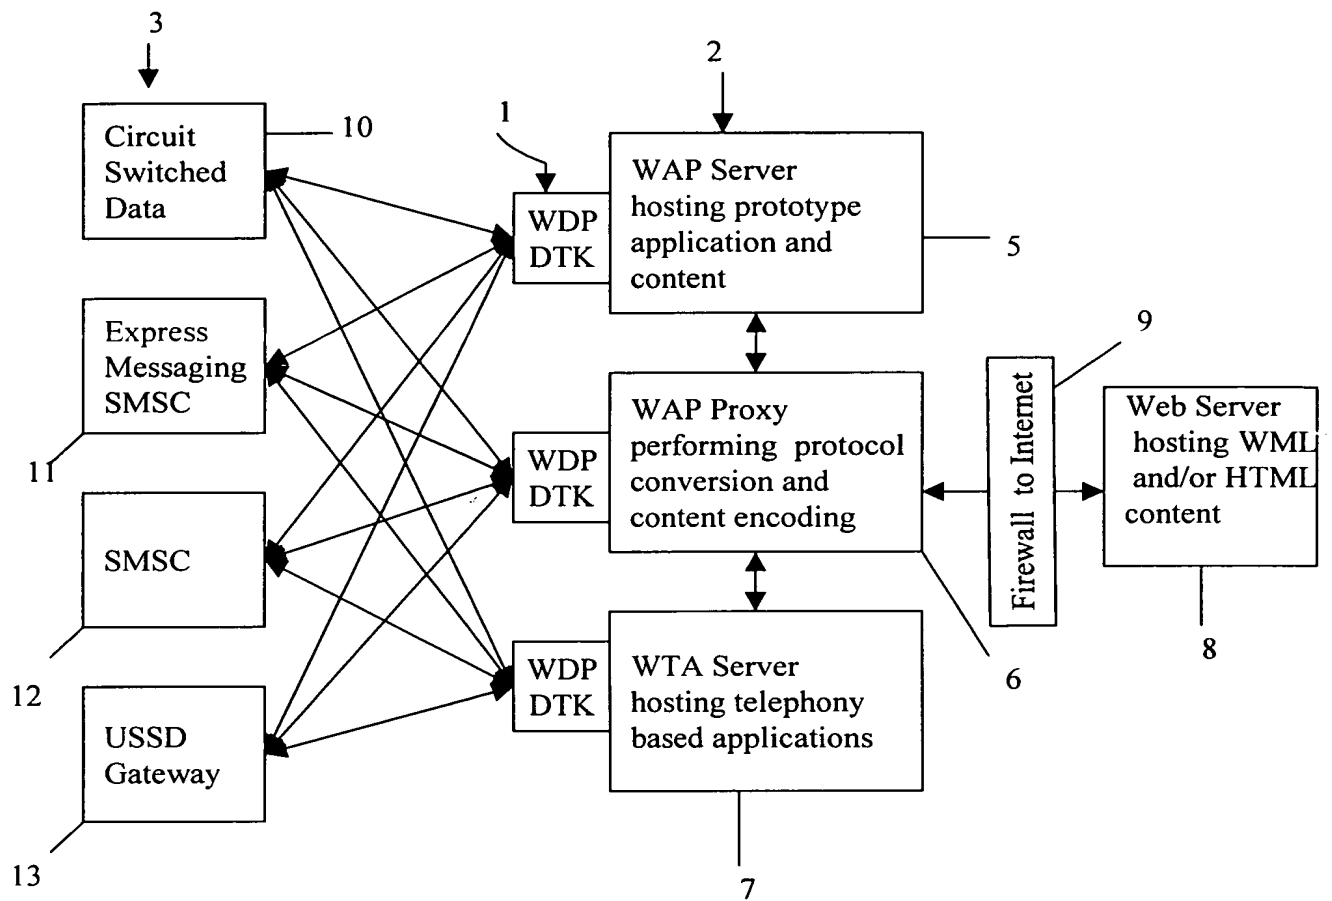 3
Circuit
Switched
Data
10
Express
Messaging
SMSC
11
SMSC
12
USSD
Gateway
13
1
WDP
DTK
2
WAP Server
hosting prototype
application and
content
5
WDP
DTK
WAP Proxy
performing protocol
conversion and
content encoding
6
WDP
DTK
WTA Server
hosting telephony
based applications
7
Firewall to Internet
9
Web Server
hosting WML
and/or HTML
content
8